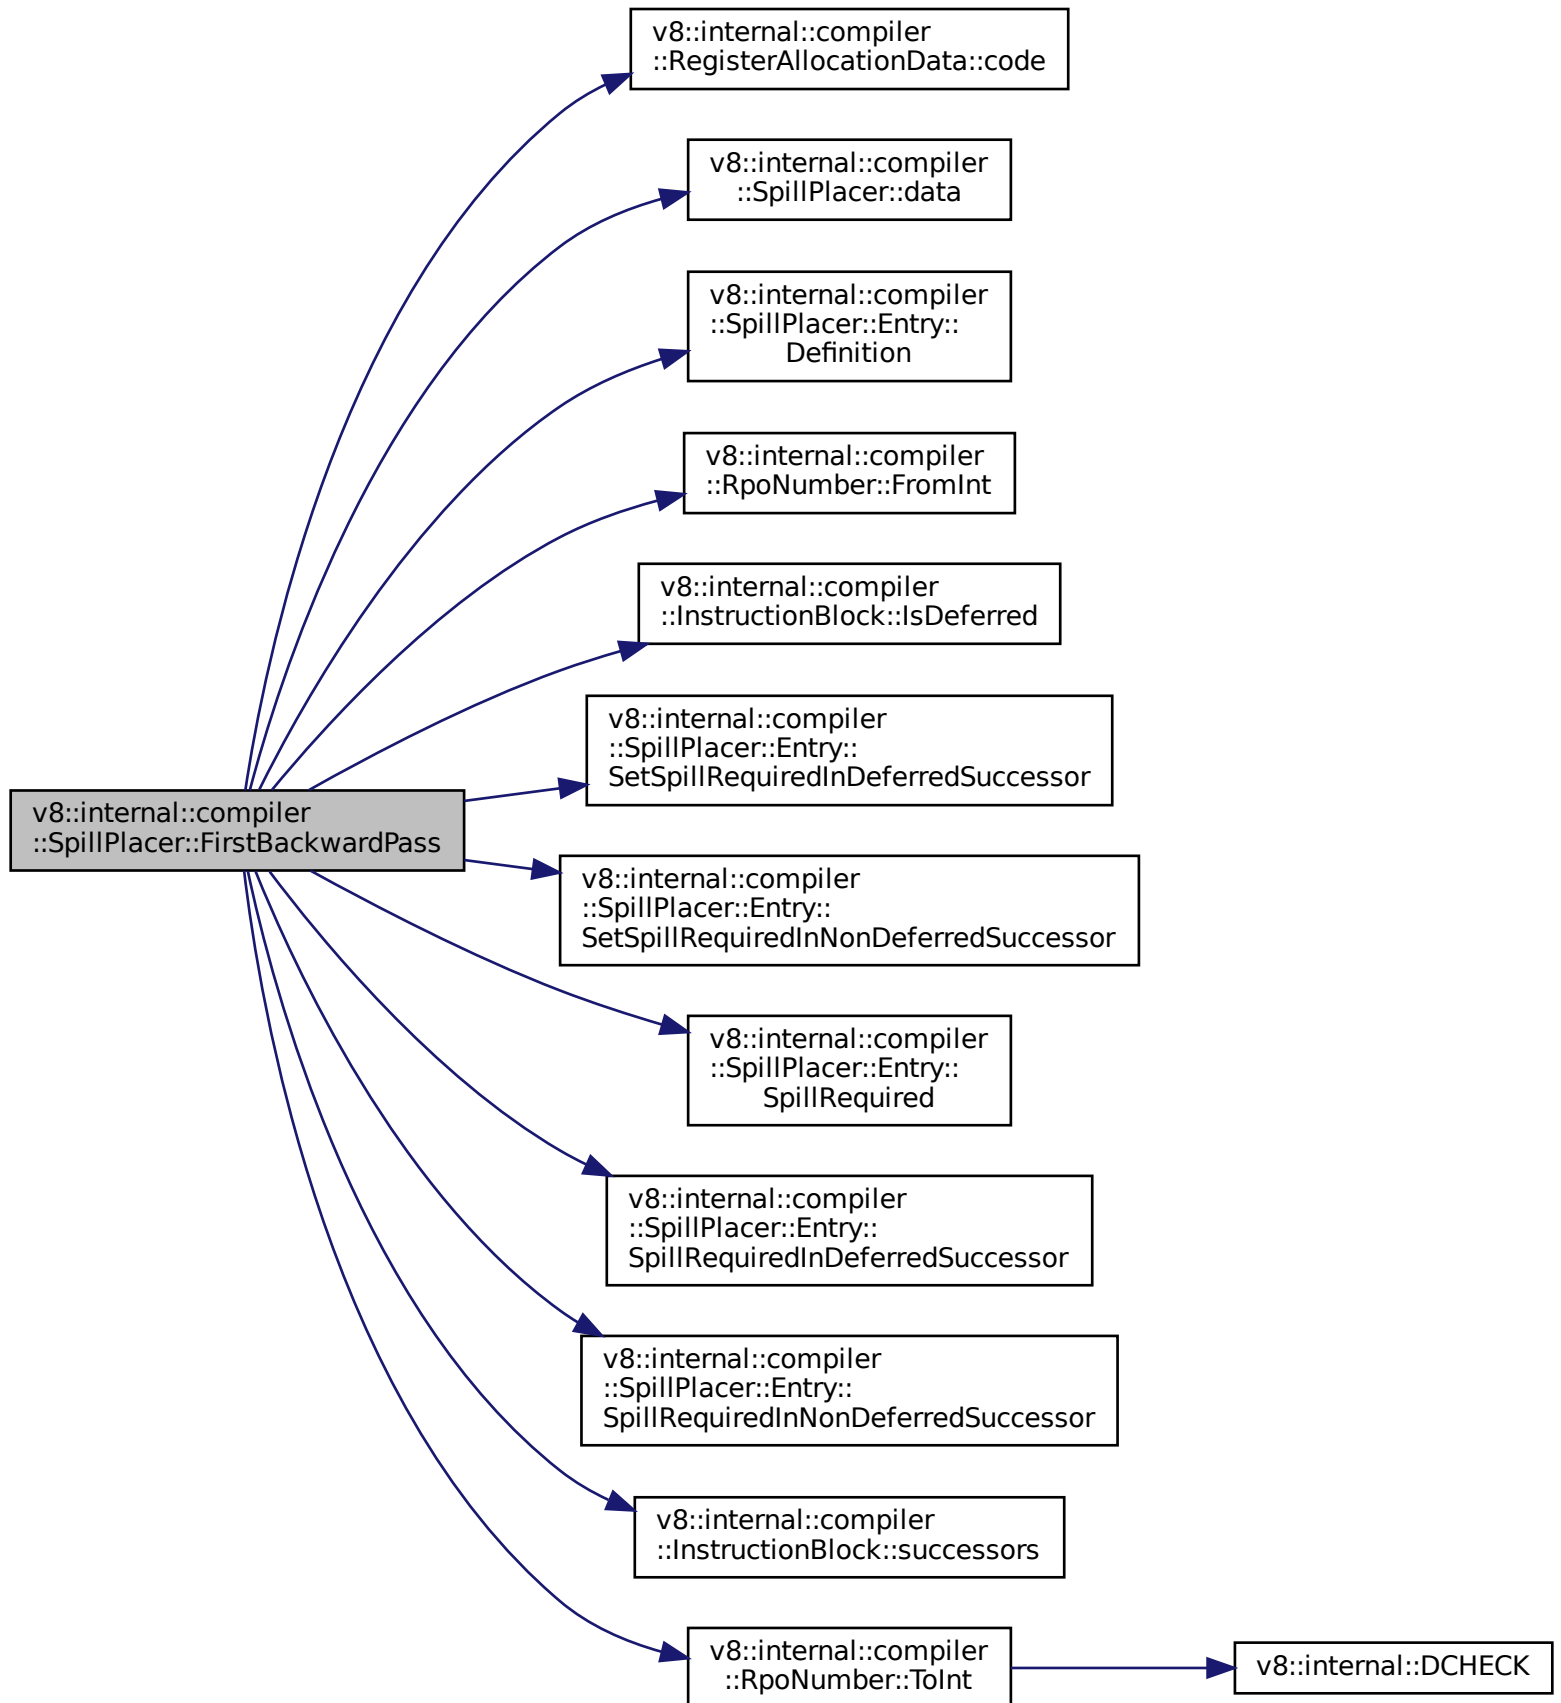 v8::internal::compiler
::RegisterAllocationData::code
v8::internal::compiler
::SpillPlacer::data
v8::internal::compiler
::SpillPlacer::Entry::
Definition
v8::internal::compiler
::RpoNumber::FromInt
v8::internal::compiler
::InstructionBlock::IsDeferred
v8::internal::compiler
::SpillPlacer::Entry::
SetSpillRequiredInDeferredSuccessor
v8::internal::compiler
::SpillPlacer::FirstBackwardPass
v8::internal::compiler
::SpillPlacer::Entry::
SetSpillRequiredInNonDeferredSuccessor
v8::internal::compiler
::SpillPlacer::Entry::
SpillRequired
v8::internal::compiler
::SpillPlacer::Entry::
SpillRequiredInDeferredSuccessor
v8::internal::compiler
::SpillPlacer::Entry::
SpillRequiredInNonDeferredSuccessor
v8::internal::compiler
::InstructionBlock::successors
v8::internal::compiler
::RpoNumber::ToInt
v8::internal::DCHECK